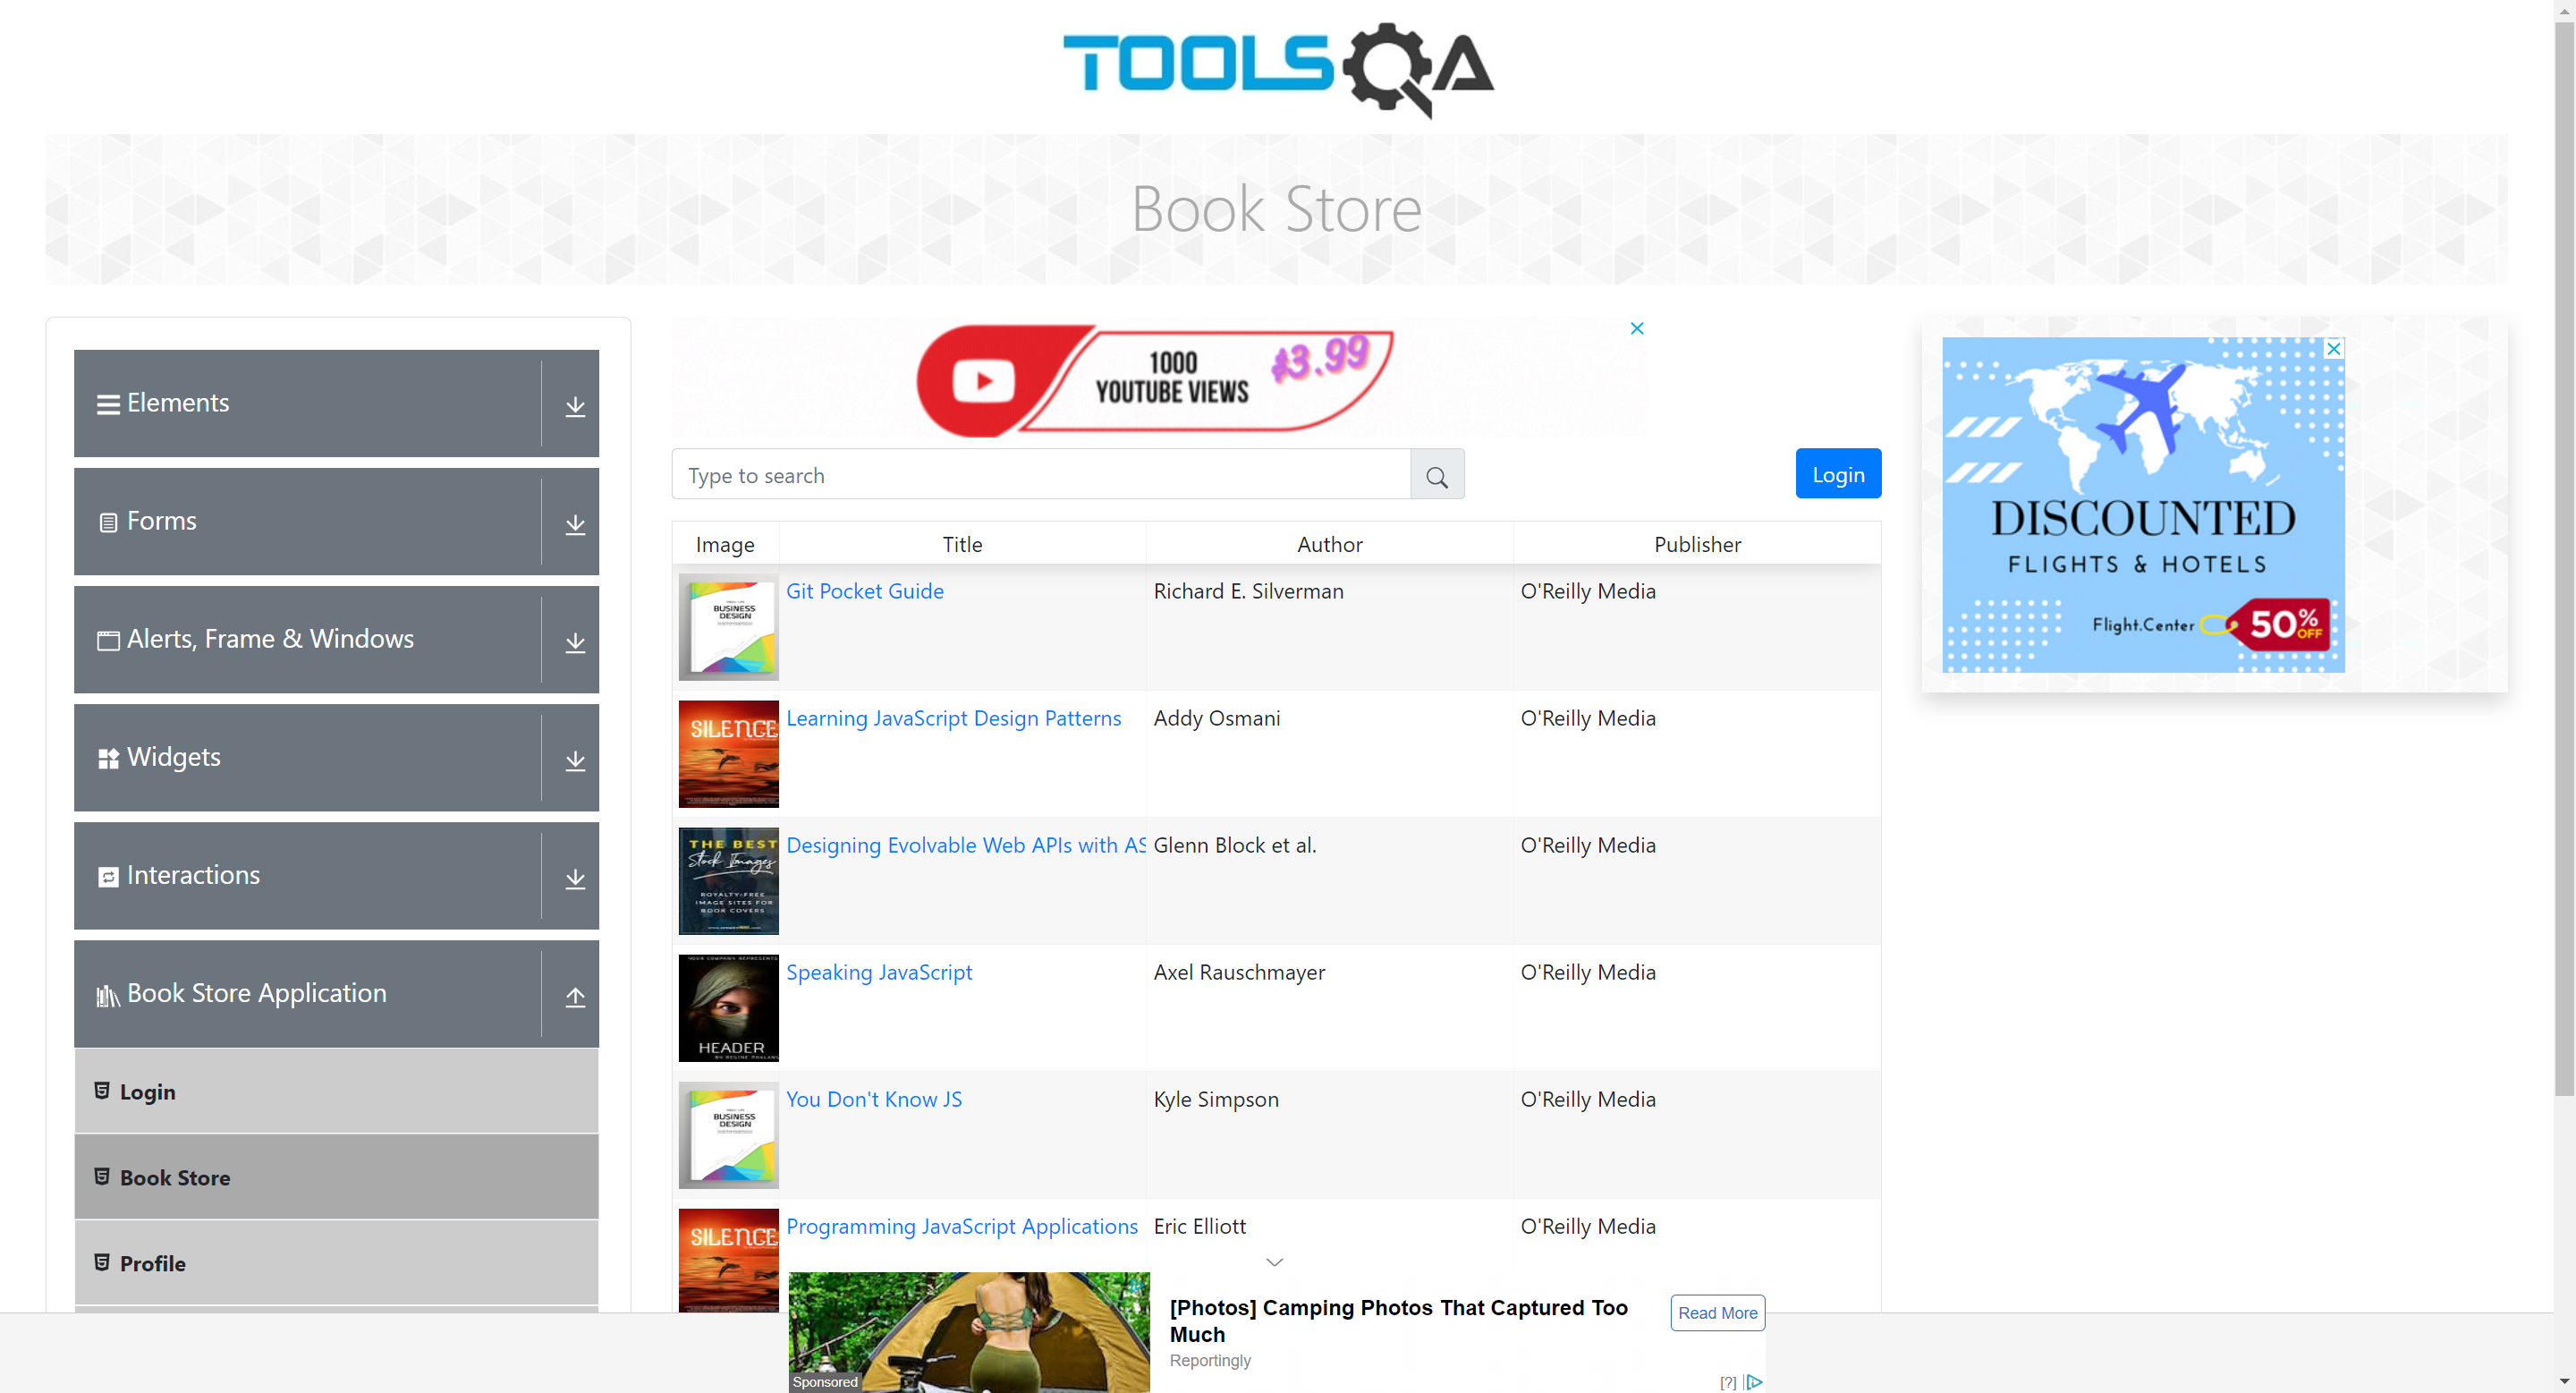 TOOLSQA
Book Store
Elements
Forms
Alerts, Frame & Windows
Widgets
Interactions
Book Store Application
Login
Book Store
Profile
1000
YOUTUBE VIEWS
$3.99
Type to search
Login
Image Title Author Publisher
BUSINESS
DESIGN
Git Pocket Guide Richard E. Silverman O'Reilly Media
SILENCE
Learning JavaScript Design Patterns Addy Osmani O'Reilly Media
THE BEST
Stock Images
ROYALTY-FREE
IMAGE SITES FOR
BOOK COVERS
Designing Evolvable Web APIs with AS Glenn Block et al. O'Reilly Media
YOUR COMPANY REPRESENTS
HEADER
Speaking JavaScript Axel Rauschmayer O'Reilly Media
BUSINESS
DESIGN
You Don't Know JS Kyle Simpson O'Reilly Media
SILENCE
Programming JavaScript Applications Eric Elliott O'Reilly Media
DISCOUNTED
FLIGHTS & HOTELS
Flight.Center
50% OFF
[Photos] Camping Photos That Captured Too
Much
Reportingly
Read More
Sponsored
[?]